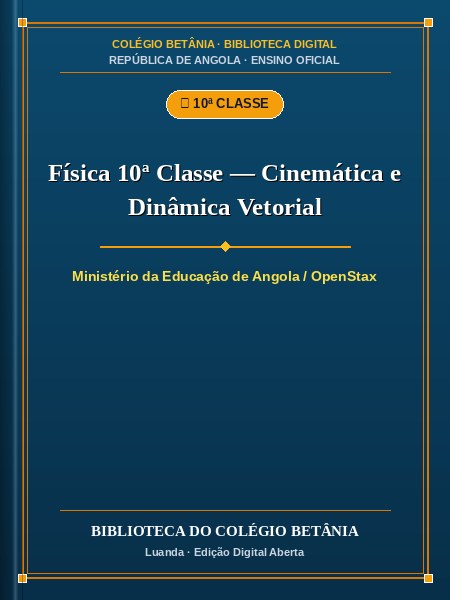 COLÉGIO BETÂNIA · BIBLIOTECA DIGITAL
REPÚBLICA DE ANGOLA · ENSINO OFICIAL
10ª CLASSE
Física 10ª Classe — Cinemática e
Dinâmica Vetorial
Ministério da Educação de Angola / OpenStax
BIBLIOTECA DO COLÉGIO BETÂNIA
Luanda · Edição Digital Aberta